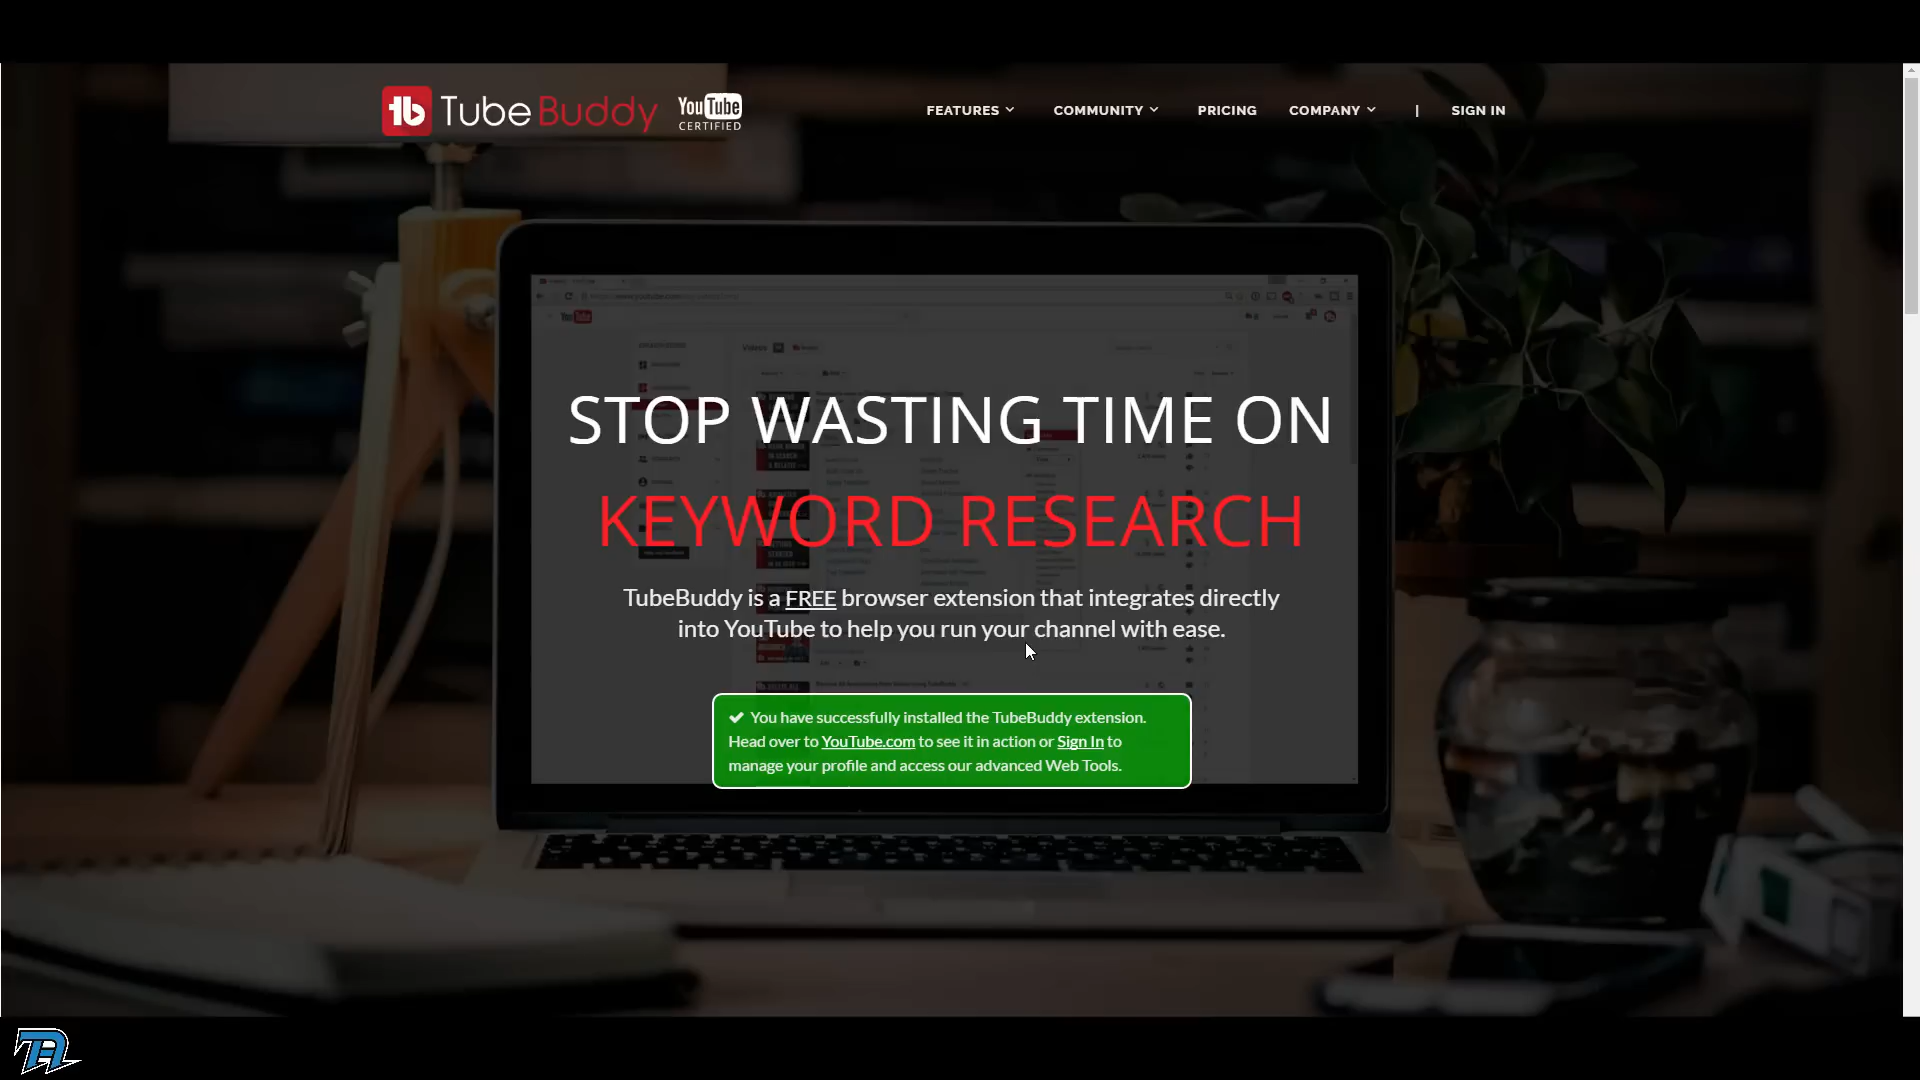 TubeBuddy
YouTube
CERTIFIED
FEATURES
COMMUNITY
PRICING
COMPANY
|
SIGN IN
YouTube
Videos
STOP WASTING TIME ON
KEYWORD RESEARCH
TubeBuddy is a FREE browser extension that integrates directly
into YouTube to help you run your channel with ease.
You have successfully installed the TubeBuddy extension.
Head over to YouTube.com to see it in action or Sign In to
manage your profile and access our advanced Web Tools.